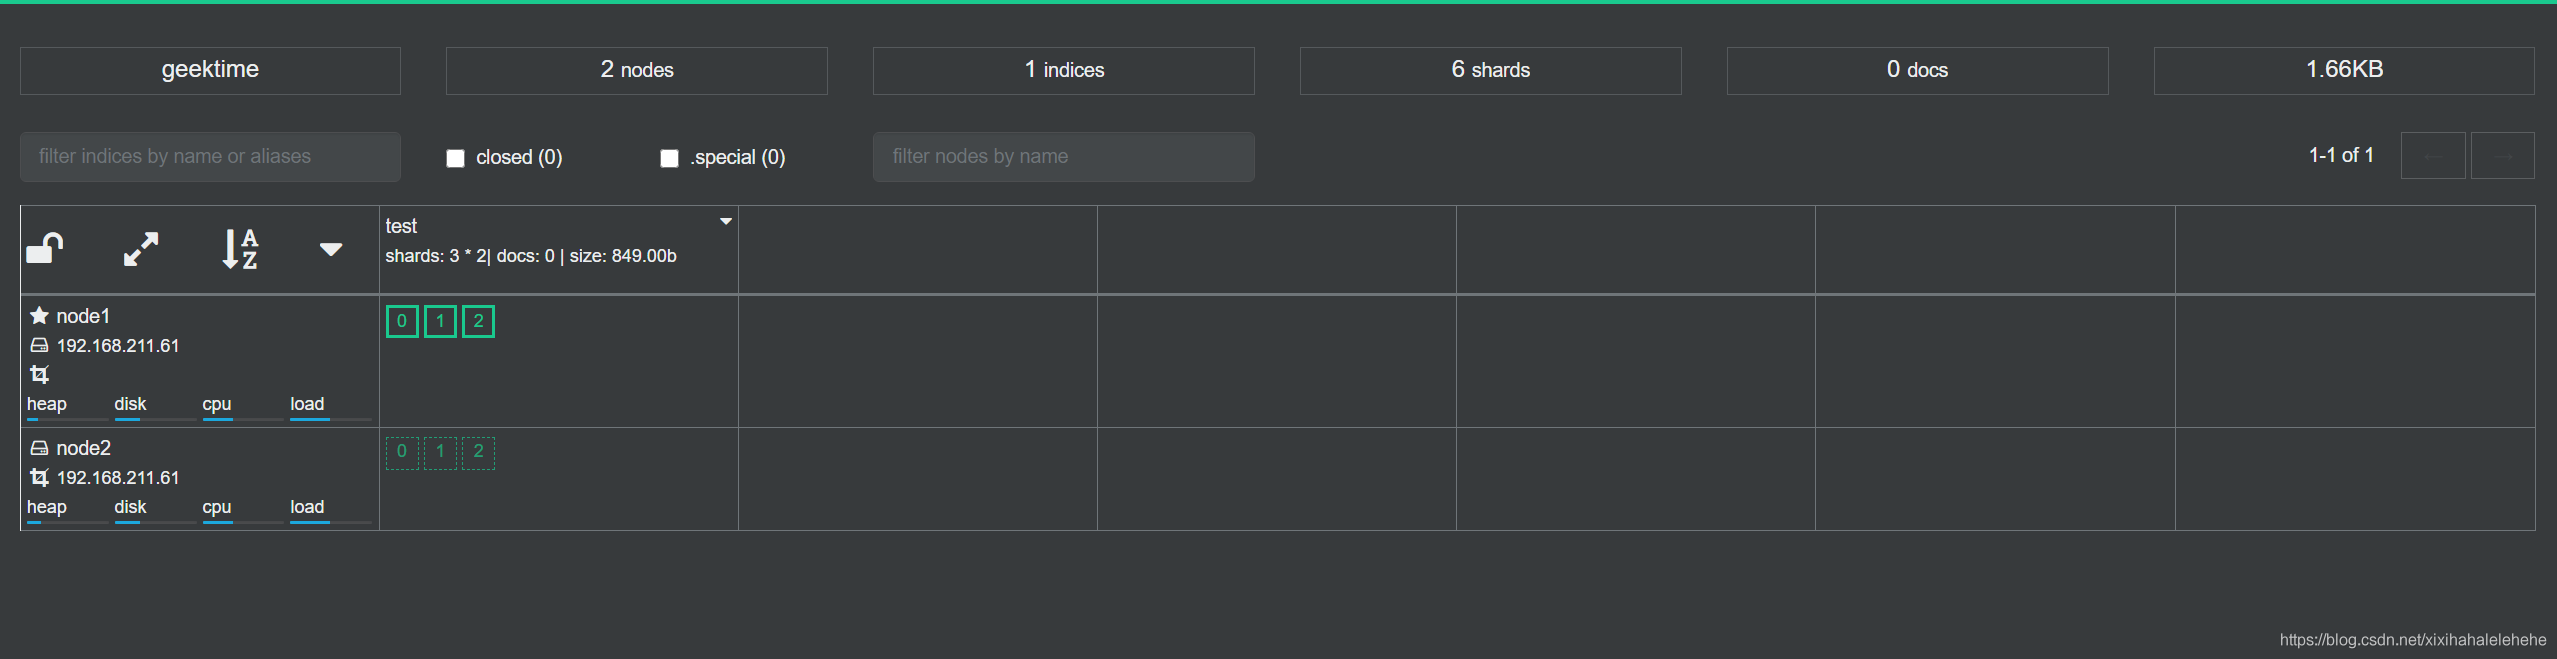 geektime
2 nodes
1 indices
6 shards
0 docs
1.66KB
filter indices by name or aliases
closed (0)
.special (0)
filter nodes by name
1-1 of 1
A
Z
test
shards: 3 * 2| docs: 0 | size: 849.00b
node1
192.168.211.61
heap disk cpu load
0 1 2
node2
192.168.211.61
heap disk cpu load
0 1 2
https://blog.csdn.net/xixihahalelehehe